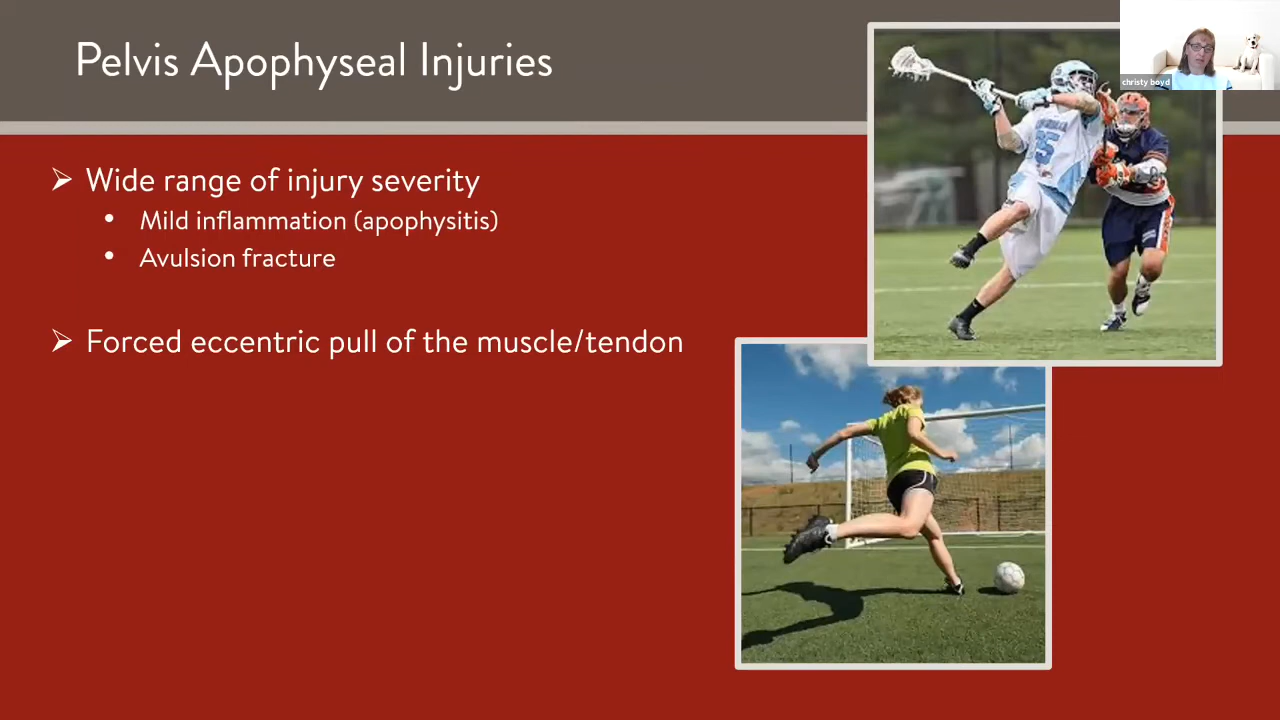 Pelvis Apophyseal Injuries
christy boyd
Wide range of injury severity
Mild inflammation (apophysitis)
Avulsion fracture
Forced eccentric pull of the muscle/tendon